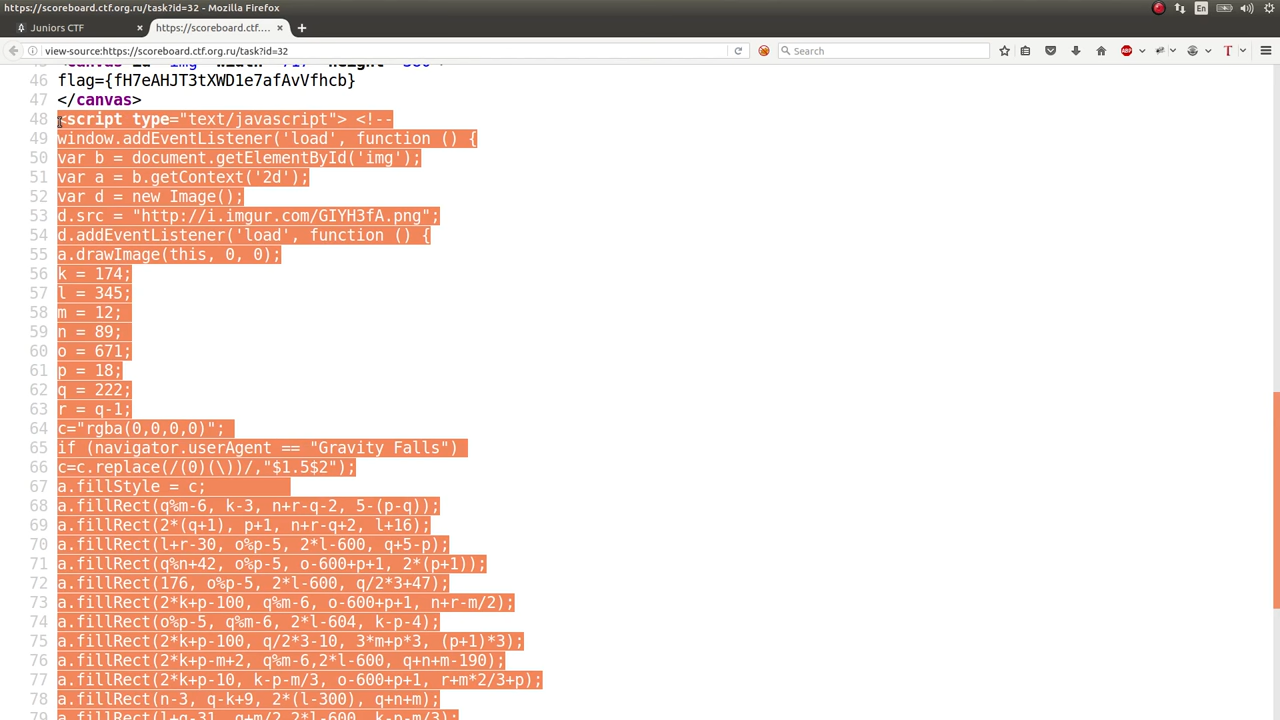 https://scoreboard.ctf.org.ru/task?id=32 - Mozilla Firefox
En
Juniors CTF
https://scoreboard.ctf....
view-source:https://scoreboard.ctf.org.ru/task?id=32
Search
ABP
T
46 flag={fH7eAHJT3tXWD1e7afAvVfhcb}
47 </canvas>
48 <script type="text/javascript"> <!--
49 window.addEventListener('load', function () {
50 var b = document.getElementById('img');
51 var a = b.getContext('2d');
52 var d = new Image();
53 d.src = "http://i.imgur.com/GIYH3fA.png";
54 d.addEventListener('load', function () {
55 a.drawImage(this, 0, 0);
56 k = 174;
57 l = 345;
58 m = 12;
59 n = 89;
60 o = 671;
61 p = 18;
62 q = 222;
63 r = q-1;
64 c="rgba(0,0,0,0)";
65 if (navigator.userAgent == "Gravity Falls")
66 c=c.replace(/(0)(\))/,"$1.5$2");
67 a.fillStyle = c;
68 a.fillRect(q%m-6, k-3, n+r-q-2, 5-(p-q));
69 a.fillRect(2*(q+1), p+1, n+r-q+2, l+16);
70 a.fillRect(l+r-30, o%p-5, 2*l-600, q+5-p);
71 a.fillRect(q%n+42, o%p-5, o-600+p+1, 2*(p+1));
72 a.fillRect(176, o%p-5, 2*l-600, q/2*3+47);
73 a.fillRect(2*k+p-100, q%m-6, o-600+p+1, n+r-m/2);
74 a.fillRect(o%p-5, q%m-6, 2*l-604, k-p-4);
75 a.fillRect(2*k+p-100, q/2*3-10, 3*m+p*3, (p+1)*3);
76 a.fillRect(2*k+p-m+2, q%m-6,2*l-600, q+n+m-190);
77 a.fillRect(2*k+p-10, k-p-m/3, o-600+p+1, r+m*2/3+p);
78 a.fillRect(n-3, q-k+9, 2*(l-300), q+n+m);
79 a.fillRect(l+q-31, q+m/2,2*l-600, k-p-m/3);